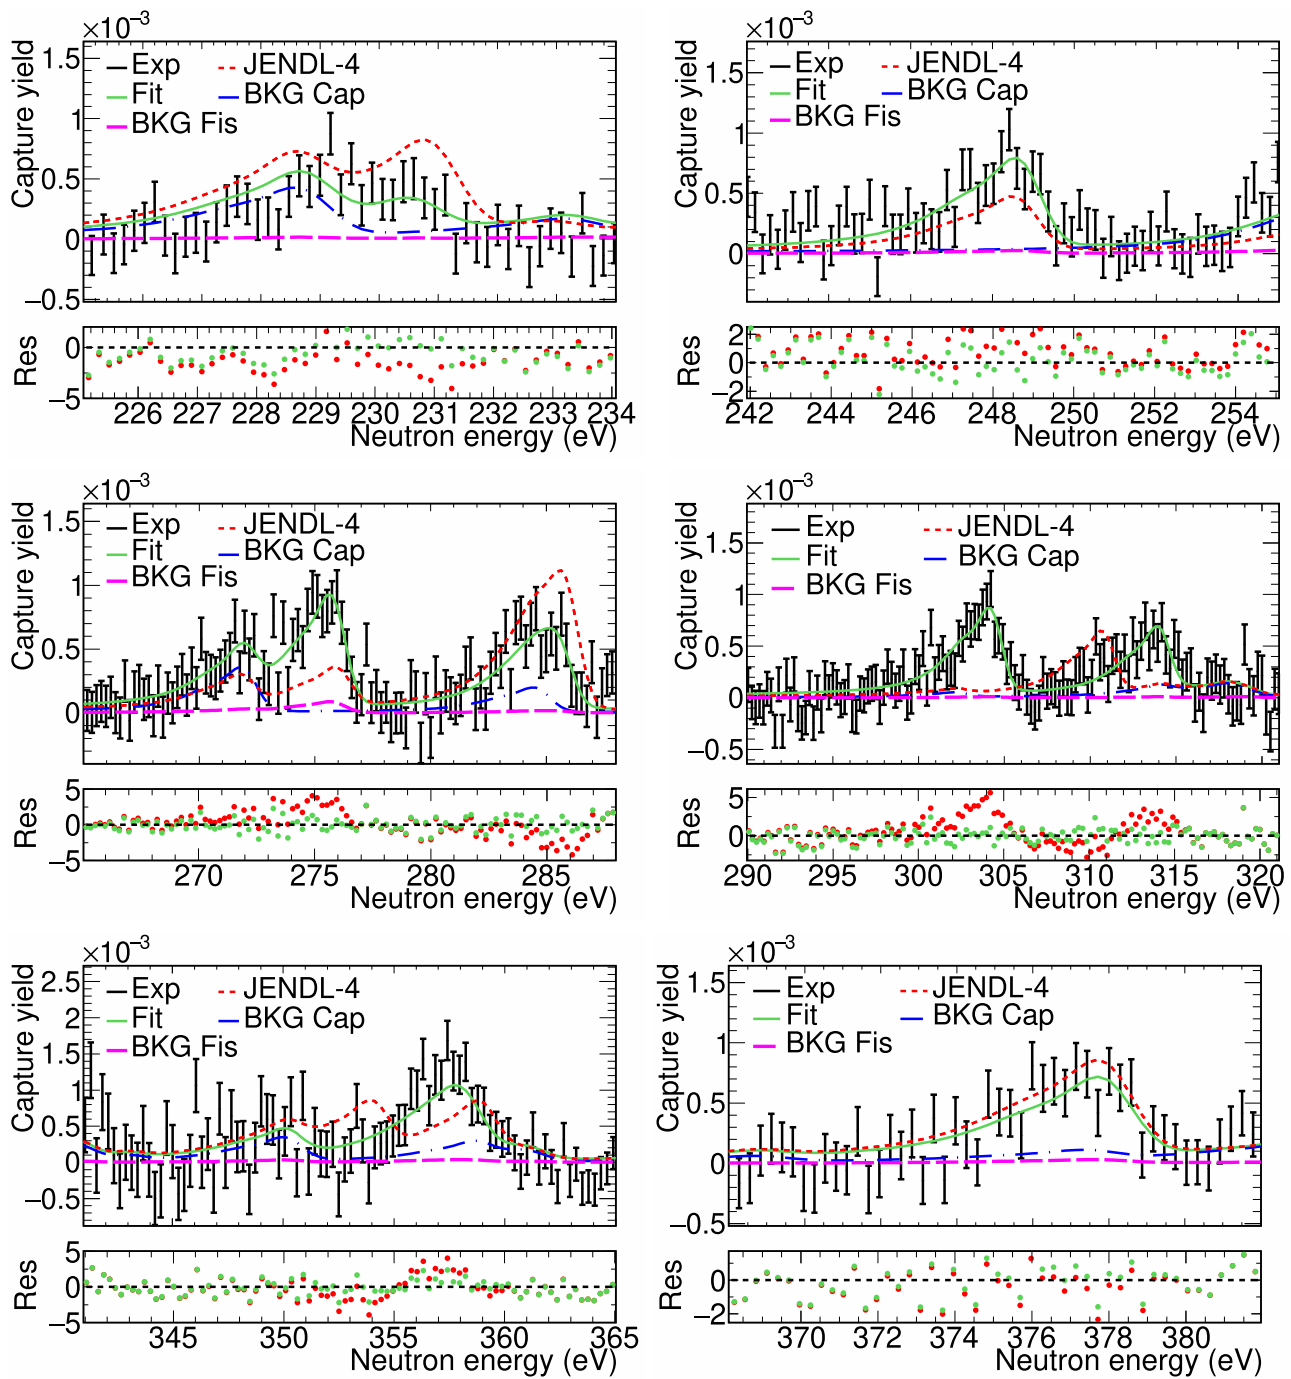 ×10⁻³
Capture yield
1.5
1
0.5
0
−0.5
Exp
JENDL-4
Fit
BKG Cap
BKG Fis
Res
0
−5
226 227 228 229 230 231 232 233 234
Neutron energy (eV)
×10⁻³
Capture yield
1.5
1
0.5
0
Exp
JENDL-4
Fit
BKG Cap
BKG Fis
Res
2
0
−2
242 244 246 248 250 252 254
Neutron energy (eV)
×10⁻³
Capture yield
1.5
1
0.5
0
Exp
JENDL-4
Fit
BKG Cap
BKG Fis
Res
5
0
−5
270 275 280 285
Neutron energy (eV)
×10⁻³
Capture yield
1.5
1
0.5
0
−0.5
Exp
JENDL-4
Fit
BKG Cap
BKG Fis
Res
5
0
290 295 300 305 310 315 320
Neutron energy (eV)
×10⁻³
Capture yield
2.5
2
1.5
1
0.5
0
−0.5
Exp
JENDL-4
Fit
BKG Cap
BKG Fis
Res
5
0
−5
345 350 355 360 365
Neutron energy (eV)
×10⁻³
Capture yield
1.5
1
0.5
0
−0.5
Exp
JENDL-4
Fit
BKG Cap
BKG Fis
Res
0
−2
370 372 374 376 378 380
Neutron energy (eV)